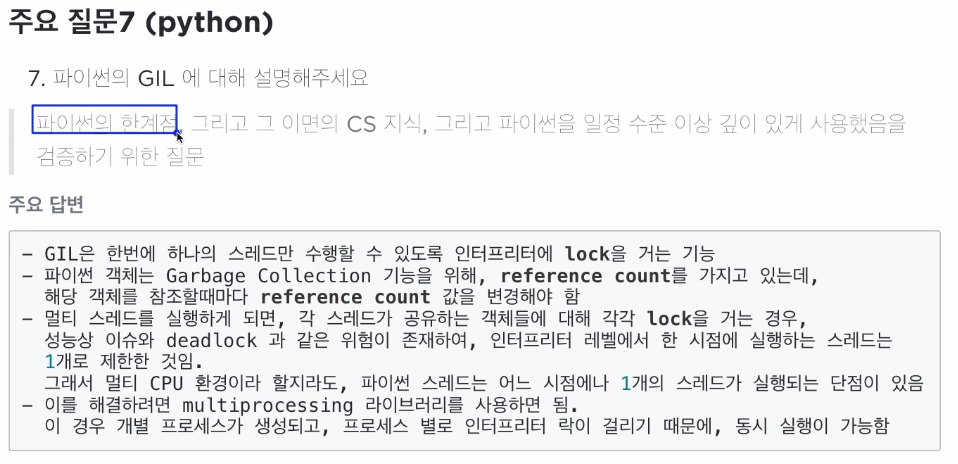 주요 질문7 (python)
7. 파이썬의 GIL 에 대해 설명해주세요
파이썬의 한계점, 그리고 그 이면의 CS 지식, 그리고 파이썬을 일정 수준 이상 깊이 있게 사용했음을
검증하기 위한 질문
주요 답변
– GIL은 한번에 하나의 스레드만 수행할 수 있도록 인터프리터에 lock을 거는 기능
– 파이썬 객체는 Garbage Collection 기능을 위해, reference count를 가지고 있는데,
해당 객체를 참조할때마다 reference count 값을 변경해야 함
– 멀티 스레드를 실행하게 되면, 각 스레드가 공유하는 객체들에 대해 각각 lock을 거는 경우,
성능상 이슈와 deadlock 과 같은 위험이 존재하여, 인터프리터 레벨에서 한 시점에 실행하는 스레드는
1개로 제한한 것임.
그래서 멀티 CPU 환경이라 할지라도, 파이썬 스레드는 어느 시점에나 1개의 스레드가 실행되는 단점이 있음
– 이를 해결하려면 multiprocessing 라이브러리를 사용하면 됨.
이 경우 개별 프로세스가 생성되고, 프로세스 별로 인터프리터 락이 걸리기 때문에, 동시 실행이 가능함